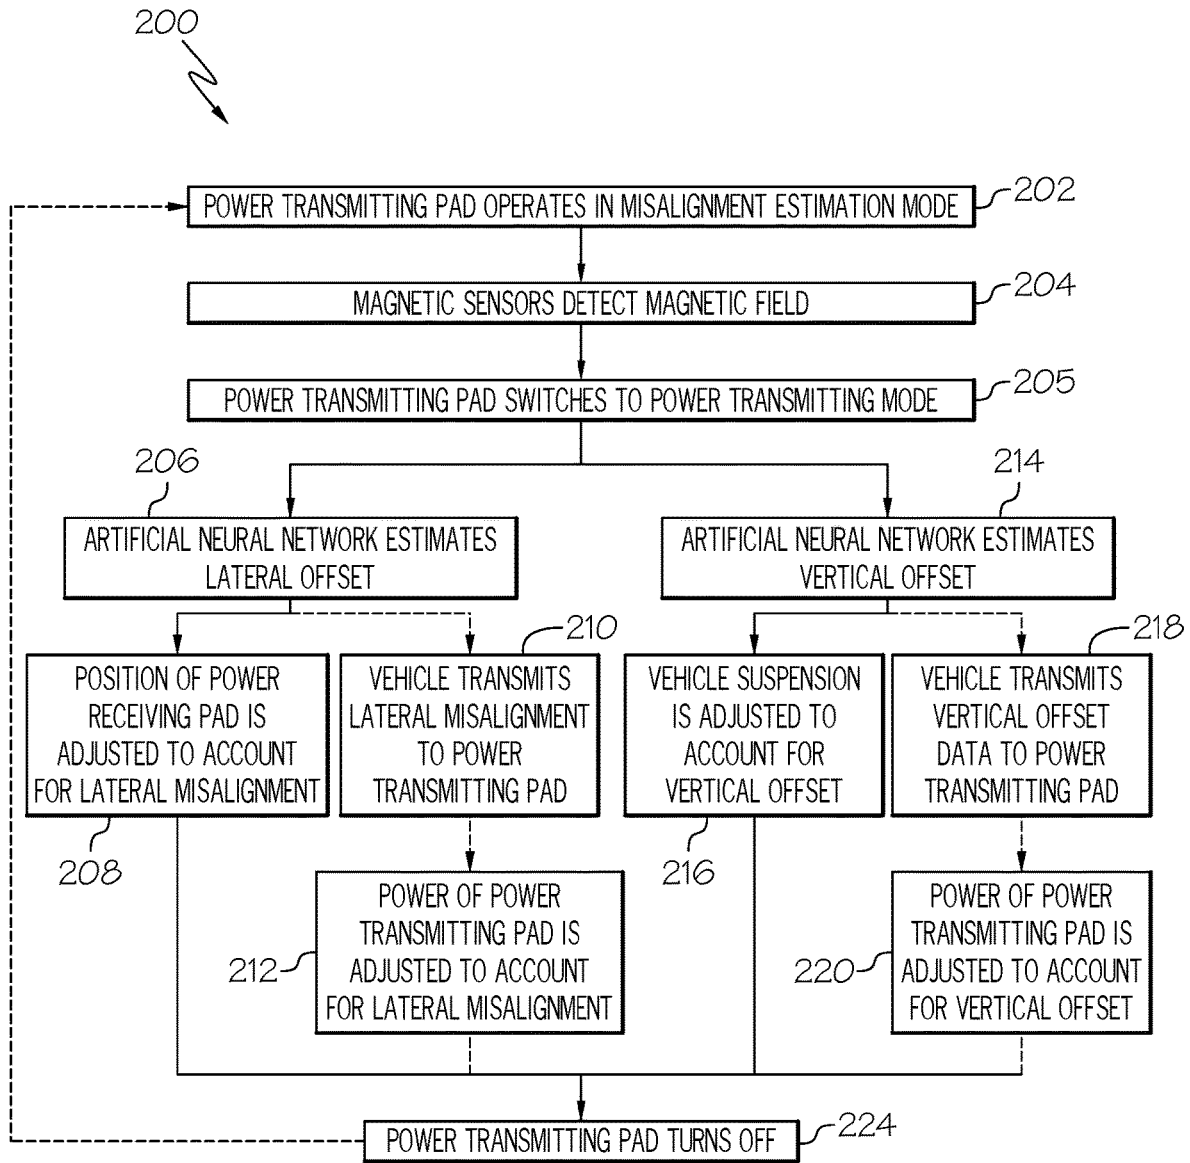 200
POWER TRANSMITTING PAD OPERATES IN MISALIGNMENT ESTIMATION MODE
202
MAGNETIC SENSORS DETECT MAGNETIC FIELD
204
POWER TRANSMITTING PAD SWITCHES TO POWER TRANSMITTING MODE
205
206
214
ARTIFICIAL NEURAL NETWORK ESTIMATES
LATERAL OFFSET
ARTIFICIAL NEURAL NETWORK ESTIMATES
VERTICAL OFFSET
210
218
POSITION OF POWER
RECEIVING PAD IS
ADJUSTED TO ACCOUNT
FOR LATERAL MISALIGNMENT
208
VEHICLE TRANSMITS
LATERAL MISALIGNMENT
TO POWER
TRANSMITTING PAD
VEHICLE SUSPENSION
IS ADJUSTED TO
ACCOUNT FOR
VERTICAL OFFSET
216
VEHICLE TRANSMITS
VERTICAL OFFSET
DATA TO POWER
TRANSMITTING PAD
212
POWER OF POWER
TRANSMITTING PAD IS
ADJUSTED TO ACCOUNT
FOR LATERAL MISALIGNMENT
220
POWER OF POWER
TRANSMITTING PAD IS
ADJUSTED TO ACCOUNT
FOR VERTICAL OFFSET
POWER TRANSMITTING PAD TURNS OFF
224